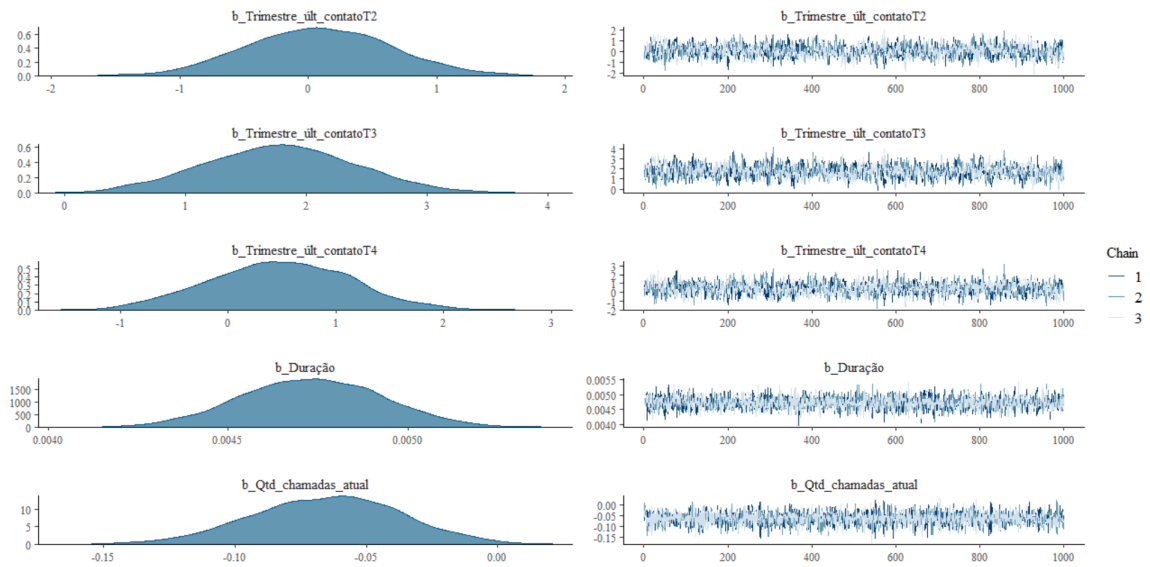 b_Trimestre_últ_contatoT2
0.6
0.4
0.2
0.0
-2 -1 0 1 2
b_Trimestre_últ_contatoT2
2
1
0
-1
-2
0 200 400 600 800 1000
b_Trimestre_últ_contatoT3
0.6
0.4
0.2
0.0
0 1 2 3 4
b_Trimestre_últ_contatoT3
4
3
2
1
0
0 200 400 600 800 1000
b_Trimestre_últ_contatoT4
0.5
0.4
0.3
0.2
0.1
0.0
-1 0 1 2 3
b_Trimestre_últ_contatoT4
3
2
1
0
-1
-2
0 200 400 600 800 1000
Chain
1
2
3
b_Duração
1500
1000
500
0
0.0040 0.0045 0.0050
b_Duração
0.0055
0.0050
0.0045
0.0040
0 200 400 600 800 1000
b_Qtd_chamadas_atual
10
5
0
-0.15 -0.10 -0.05 0.00
b_Qtd_chamadas_atual
0.00
-0.05
-0.10
-0.15
0 200 400 600 800 1000